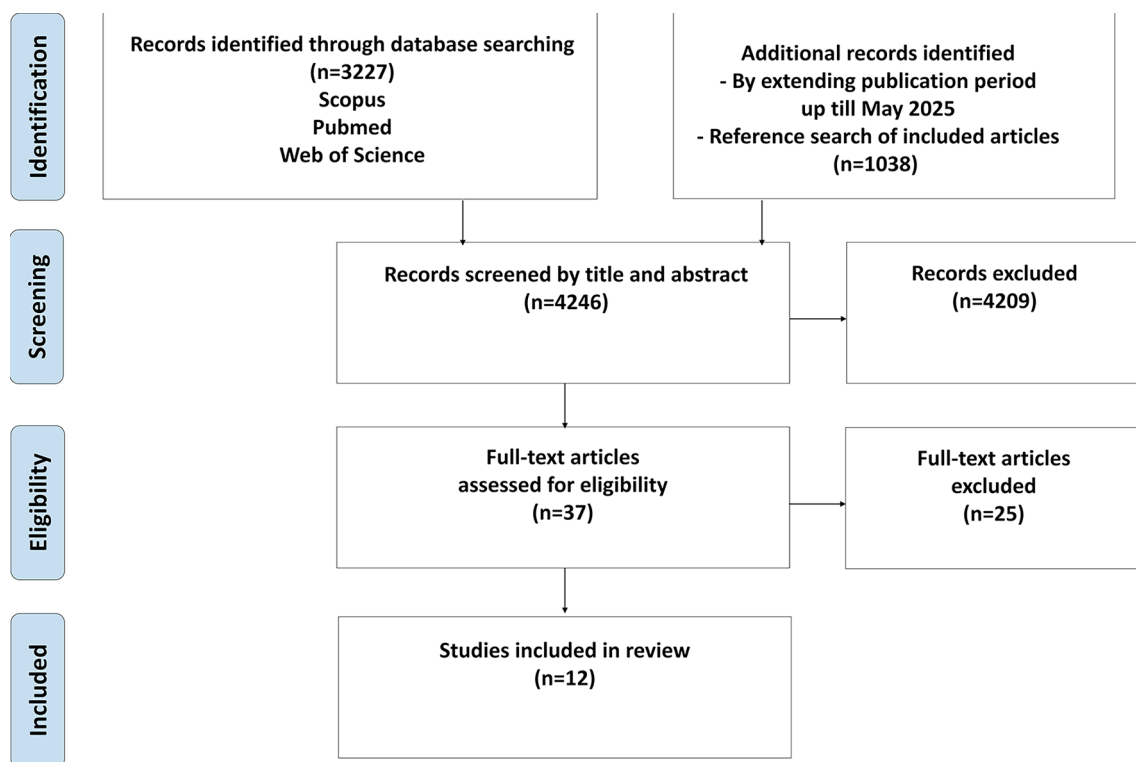 Identification
Records identified through database searching
(n=3227)
Scopus
Pubmed
Web of Science
Additional records identified
- By extending publication period
up till May 2025
- Reference search of included articles
(n=1038)
Screening
Records screened by title and abstract
(n=4246)
Records excluded
(n=4209)
Eligibility
Full-text articles
assessed for eligibility
(n=37)
Full-text articles
excluded
(n=25)
Included
Studies included in review
(n=12)